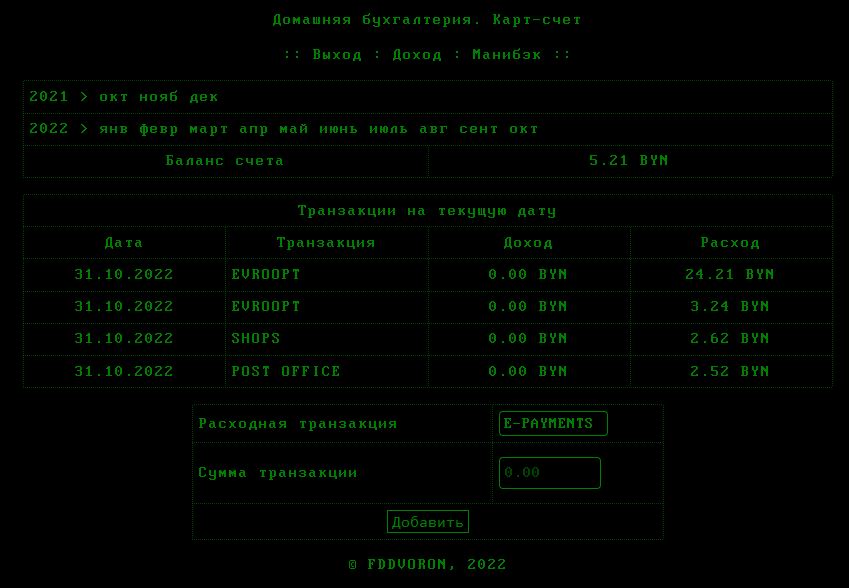 Домашняя бухгалтерия. Карт-счет
:: Выход : Доход : Манибэк ::
2021 > окт нояб дек
2022 > янв февр март апр май июнь июль авг сент окт
Баланс счета 5.21 BYN
Транзакции на текущую дату
Дата Транзакция Доход Расход
31.10.2022 EVROOPT 0.00 BYN 24.21 BYN
31.10.2022 EVROOPT 0.00 BYN 3.24 BYN
31.10.2022 SHOPS 0.00 BYN 2.62 BYN
31.10.2022 POST OFFICE 0.00 BYN 2.52 BYN
Расходная транзакция E-PAYMENTS
Сумма транзакции 0.00
Добавить
© FDDVORON, 2022